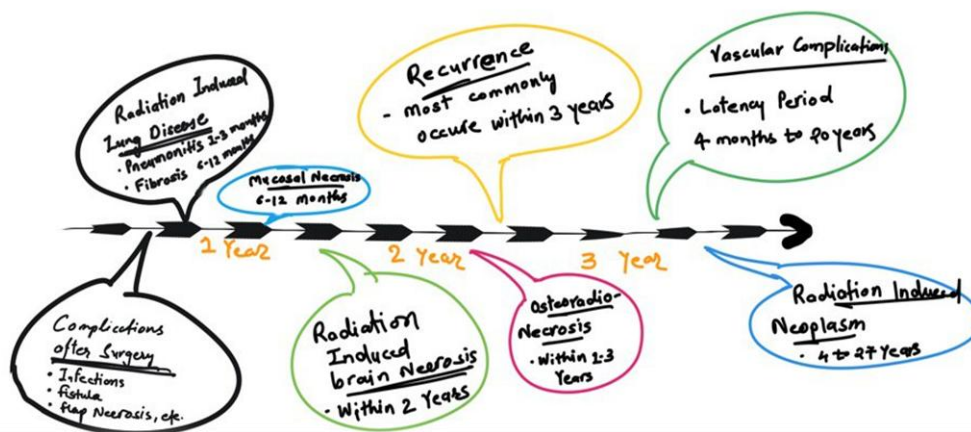 Radiation Induced
Lung Disease
• Pneumonitis 2-3 months
• Fibrosis 6-12 months
Mucosal Necrosis
6-12 months
Recurrence
- most commonly
occure within 3 years
Vascular Complications
• Latency Period
4 months to 20 years
1 Year
2 Year
3 Year
Complications
after Surgery
• Infections
• fistula
• flap Necrosis, etc.
Radiation
Induced
brain Necrosis
• Within 2 Years
Osteoradio-
Necrosis
• Within 2-3
Years
Radiation Induced
Neoplasm
• 4 to 27 Years